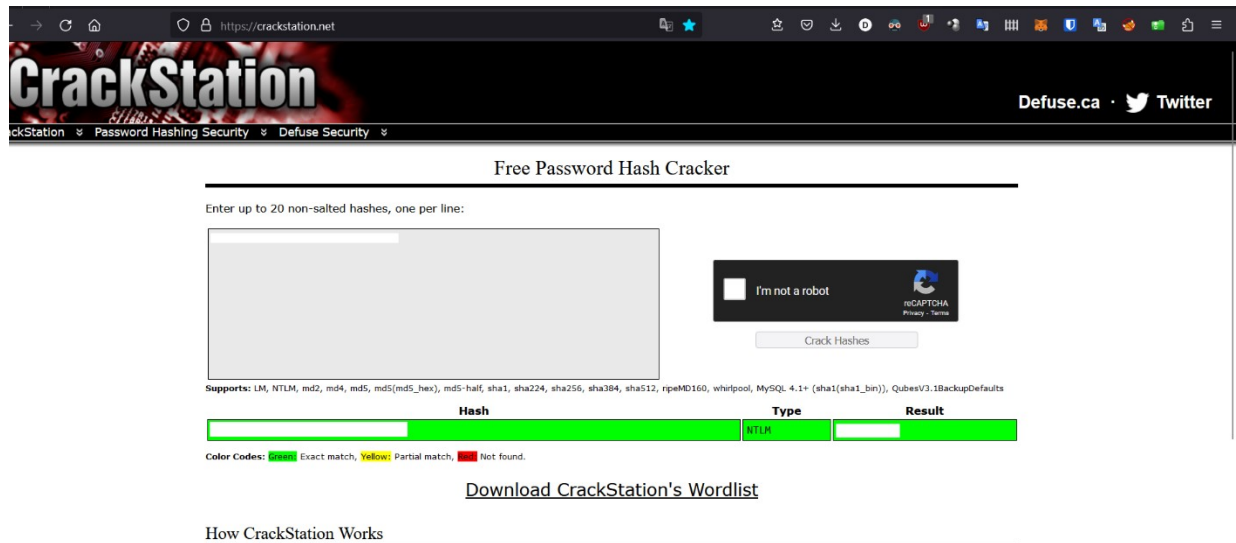 https://crackstation.net
CrackStation
Defuse.ca · Twitter
ckStation Password Hashing Security Defuse Security
Free Password Hash Cracker
Enter up to 20 non-salted hashes, one per line:
I'm not a robot
reCAPTCHA
Privacy - Terms
Crack Hashes
Supports: LM, NTLM, md2, md4, md5, md5(md5_hex), md5-half, sha1, sha224, sha256, sha384, sha512, ripeMD160, whirlpool, MySQL 4.1+ (sha1(sha1_bin)), QubesV3.1BackupDefaults
Hash Type Result
NTLM
Color Codes: Green: Exact match, Yellow: Partial match, Red: Not found.
Download CrackStation's Wordlist
How CrackStation Works